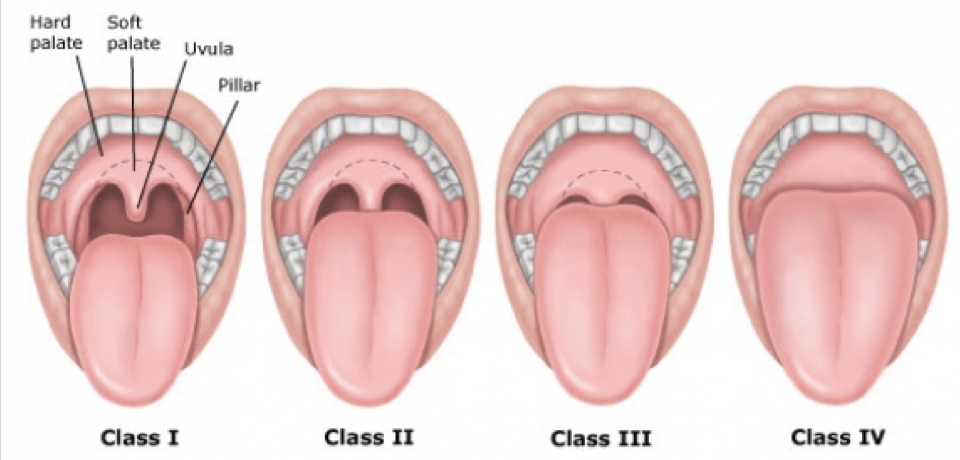 Hard
palate
Soft
palate
Uvula
Pillar
Class I
Class II
Class III
Class IV